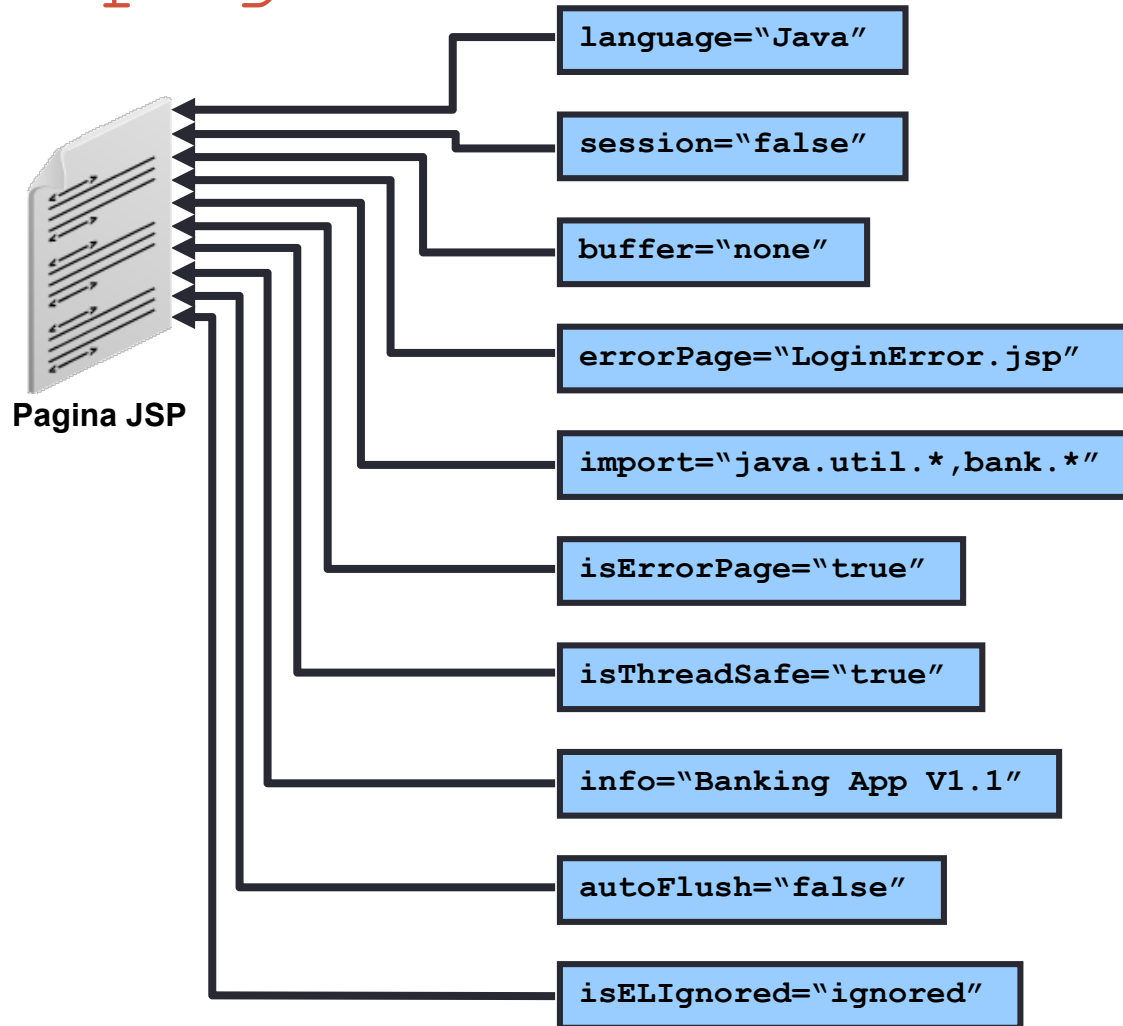 language=“Java”
session=“false”
buffer=“none”
errorPage=“LoginError.jsp”
Pagina JSP
import=“java.util.*,bank.*”
isErrorPage=“true”
isThreadSafe=“true”
info=“Banking App V1.1”
autoFlush=“false”
isELIgnored=“ignored”